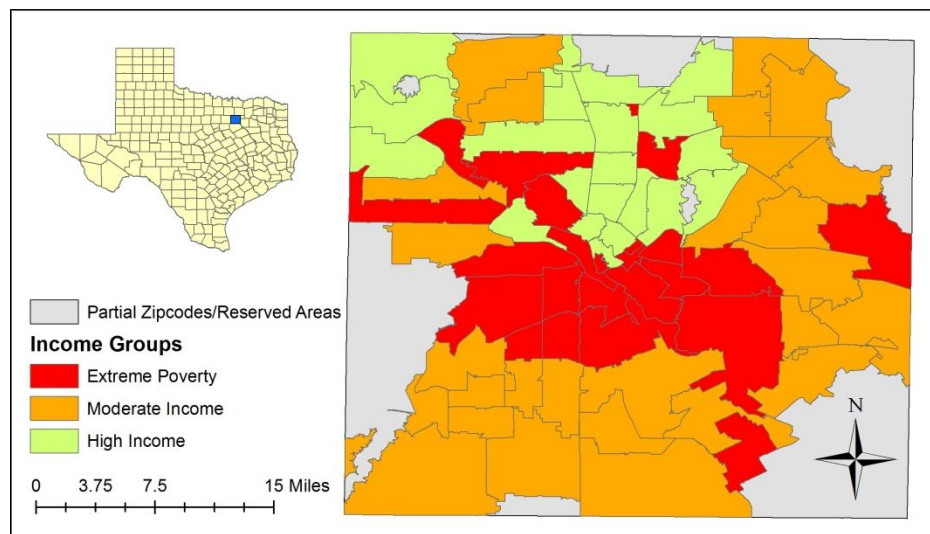 Partial Zipcodes/Reserved Areas
Income Groups
Extreme Poverty
Moderate Income
High Income
0 3.75 7.5 15 Miles
N